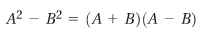 A² − B² = (A + B)(A − B)